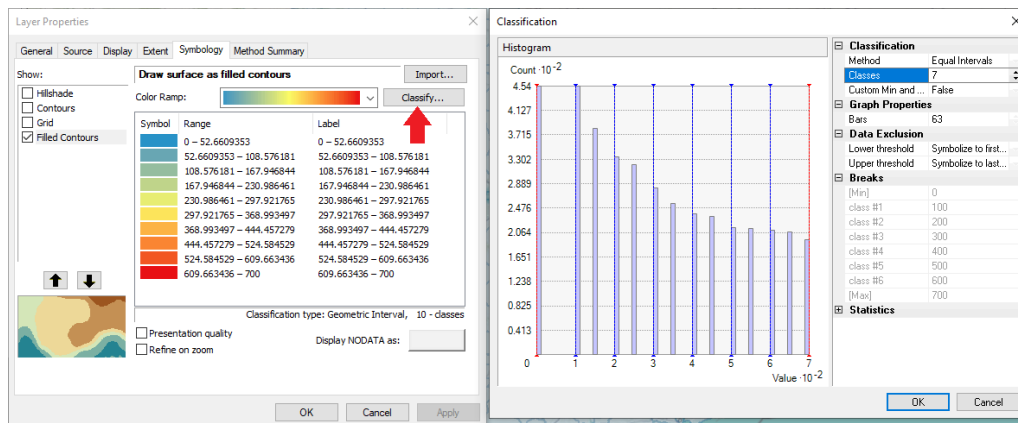 Layer Properties
General Source Display Extent Symbology Method Summary
Show:
Hillshade
Contours
Grid
Filled Contours
Draw surface as filled contours
Import...
Color Ramp:
Classify...
Symbol Range Label
0 – 52.6609353 0 – 52.6609353
52.6609353 – 108.576181 52.6609353 – 108.576181
108.576181 – 167.946844 108.576181 – 167.946844
167.946844 – 230.986461 167.946844 – 230.986461
230.986461 – 297.921765 230.986461 – 297.921765
297.921765 – 368.993497 297.921765 – 368.993497
368.993497 – 444.457279 368.993497 – 444.457279
444.457279 – 524.584529 444.457279 – 524.584529
524.584529 – 609.663436 524.584529 – 609.663436
609.663436 – 700 609.663436 – 700
Classification type: Geometric Interval, 10 - classes
Presentation quality
Refine on zoom
Display NODATA as:
OK Cancel Apply
Classification
Histogram
Count ·10-2
4.54
4.127
3.715
3.302
2.889
2.476
2.064
1.651
1.238
0.825
0.413
0 1 2 3 4 5 6 7
Value ·10-2
Classification
Method Equal Intervals
Classes 7
Custom Min and ... False
Graph Properties
Bars 63
Data Exclusion
Lower threshold Symbolize to first...
Upper threshold Symbolize to last...
Breaks
[Min] 0
class #1 100
class #2 200
class #3 300
class #4 400
class #5 500
class #6 600
[Max] 700
Statistics
OK Cancel